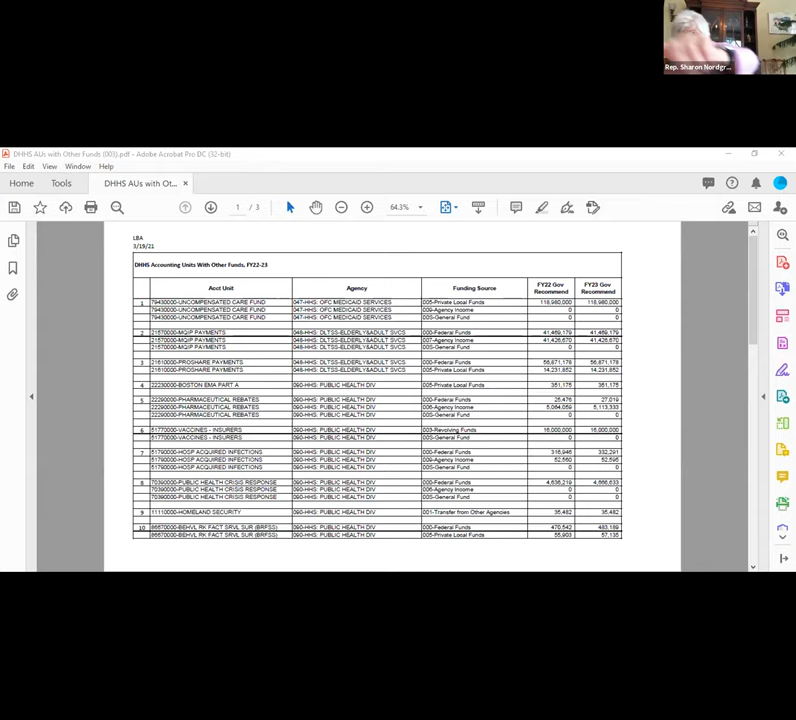 Rep. Sharon Nordgr...
DHHS AUs with Other Funds (003).pdf - Adobe Acrobat Pro DC (32-bit)
File Edit View Window Help
Home Tools DHHS AUs with Ot... ×
1 / 3 64.3%
LBA
3/19/21
DHHS Accounting Units With Other Funds, FY22-23
Acct Unit Agency Funding Source FY22 Gov Recommend FY23 Gov Recommend
1 79430000-UNCOMPENSATED CARE FUND 047-HHS: OFC MEDICAID SERVICES 005-Private Local Funds 118,980,000 118,980,000
79430000-UNCOMPENSATED CARE FUND 047-HHS: OFC MEDICAID SERVICES 009-Agency Income 0 0
79430000-UNCOMPENSATED CARE FUND 047-HHS: OFC MEDICAID SERVICES 00S-General Fund 0 0
2 21570000-MQIP PAYMENTS 048-HHS: DLTSS-ELDERLY&ADULT SVCS 000-Federal Funds 41,469,179 41,469,179
21570000-MQIP PAYMENTS 048-HHS: DLTSS-ELDERLY&ADULT SVCS 007-Agency Income 41,426,670 41,426,670
21570000-MQIP PAYMENTS 048-HHS: DLTSS-ELDERLY&ADULT SVCS 00S-General Fund 0 0
3 21610000-PROSHARE PAYMENTS 048-HHS: DLTSS-ELDERLY&ADULT SVCS 000-Federal Funds 56,871,178 56,871,178
21610000-PROSHARE PAYMENTS 048-HHS: DLTSS-ELDERLY&ADULT SVCS 005-Private Local Funds 14,231,852 14,231,852
4 22230000-BOSTON EMA PART A 090-HHS: PUBLIC HEALTH DIV 005-Private Local Funds 351,175 351,175
5 22290000-PHARMACEUTICAL REBATES 090-HHS: PUBLIC HEALTH DIV 000-Federal Funds 25,476 27,019
22290000-PHARMACEUTICAL REBATES 090-HHS: PUBLIC HEALTH DIV 006-Agency Income 5,064,059 5,113,333
22290000-PHARMACEUTICAL REBATES 090-HHS: PUBLIC HEALTH DIV 00S-General Fund 0 0
6 51770000-VACCINES - INSURERS 090-HHS: PUBLIC HEALTH DIV 003-Revolving Funds 16,000,000 16,000,000
51770000-VACCINES - INSURERS 090-HHS: PUBLIC HEALTH DIV 00S-General Fund 0 0
7 51790000-HOSP ACQUIRED INFECTIONS 090-HHS: PUBLIC HEALTH DIV 000-Federal Funds 316,946 332,291
51790000-HOSP ACQUIRED INFECTIONS 090-HHS: PUBLIC HEALTH DIV 009-Agency Income 52,560 52,595
51790000-HOSP ACQUIRED INFECTIONS 090-HHS: PUBLIC HEALTH DIV 00S-General Fund 0 0
8 70390000-PUBLIC HEALTH CRISIS RESPONSE 090-HHS: PUBLIC HEALTH DIV 000-Federal Funds 4,636,219 4,666,633
70390000-PUBLIC HEALTH CRISIS RESPONSE 090-HHS: PUBLIC HEALTH DIV 006-Agency Income 0 0
70390000-PUBLIC HEALTH CRISIS RESPONSE 090-HHS: PUBLIC HEALTH DIV 00S-General Fund 0 0
9 11110000-HOMELAND SECURITY 090-HHS: PUBLIC HEALTH DIV 001-Transfer from Other Agencies 35,482 35,482
10 86670000-BEHVL RK FACT SRVL SUR (BRFSS) 090-HHS: PUBLIC HEALTH DIV 000-Federal Funds 470,542 483,189
86670000-BEHVL RK FACT SRVL SUR (BRFSS) 090-HHS: PUBLIC HEALTH DIV 005-Private Local Funds 55,903 57,135